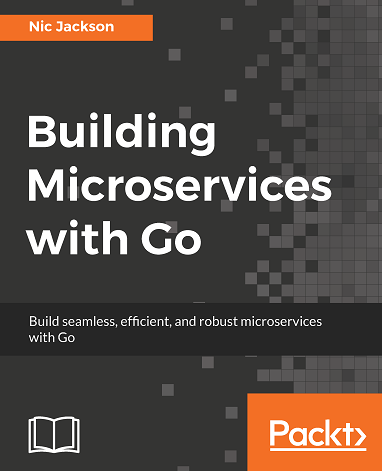 Nic Jackson
Building
Microservices
with Go
Build seamless, efficient, and robust microservices
with Go
Packt>